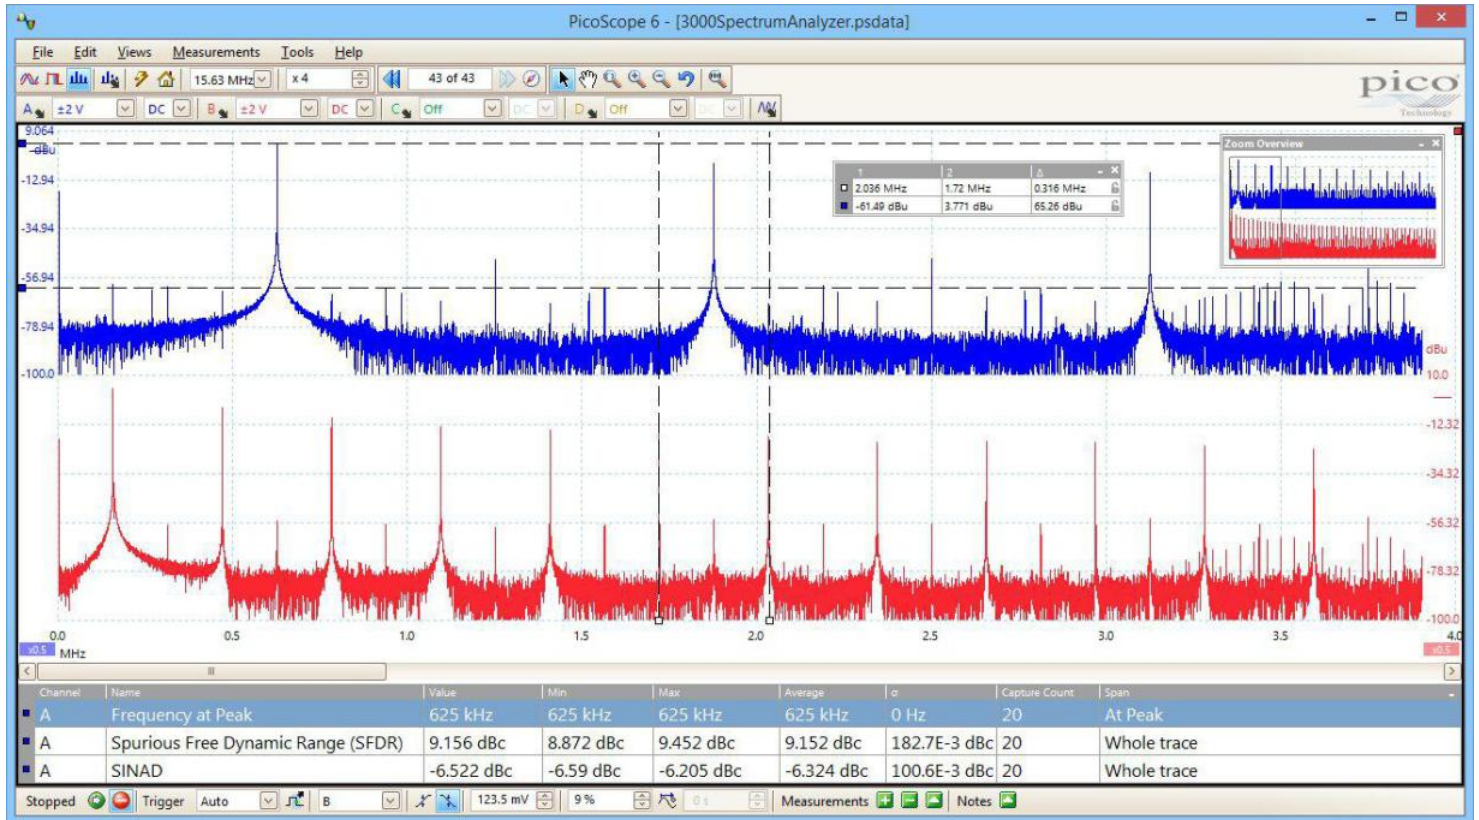 PicoScope 6 - [3000SpectrumAnalyzer.psdata]
File Edit Views Measurements Tools Help
15.63 MHz x 4 43 of 43
pico
Technology
A ±2 V DC B ±2 V DC C Off DC D Off DC
9.064
dBu
-12.94
-34.94
-56.94
-78.94
-100.0
1 2 Δ
2.036 MHz 1.72 MHz 0.316 MHz
-61.49 dBu 3.771 dBu 65.26 dBu
Zoom Overview
dBu
10.0
-12.32
-34.32
-56.32
-78.32
-100.0
0.0 0.5 1.0 1.5 2.0 2.5 3.0 3.5 4.0
x0.5 MHz x0.5
Channel Name Value Min Max Average σ Capture Count Span
A Frequency at Peak 625 kHz 625 kHz 625 kHz 625 kHz 0 Hz 20 At Peak
A Spurious Free Dynamic Range (SFDR) 9.156 dBc 8.872 dBc 9.452 dBc 9.152 dBc 182.7E-3 dBc 20 Whole trace
A SINAD -6.522 dBc -6.59 dBc -6.205 dBc -6.324 dBc 100.6E-3 dBc 20 Whole trace
Stopped Trigger Auto B 123.5 mV 9 % 0 s Measurements Notes